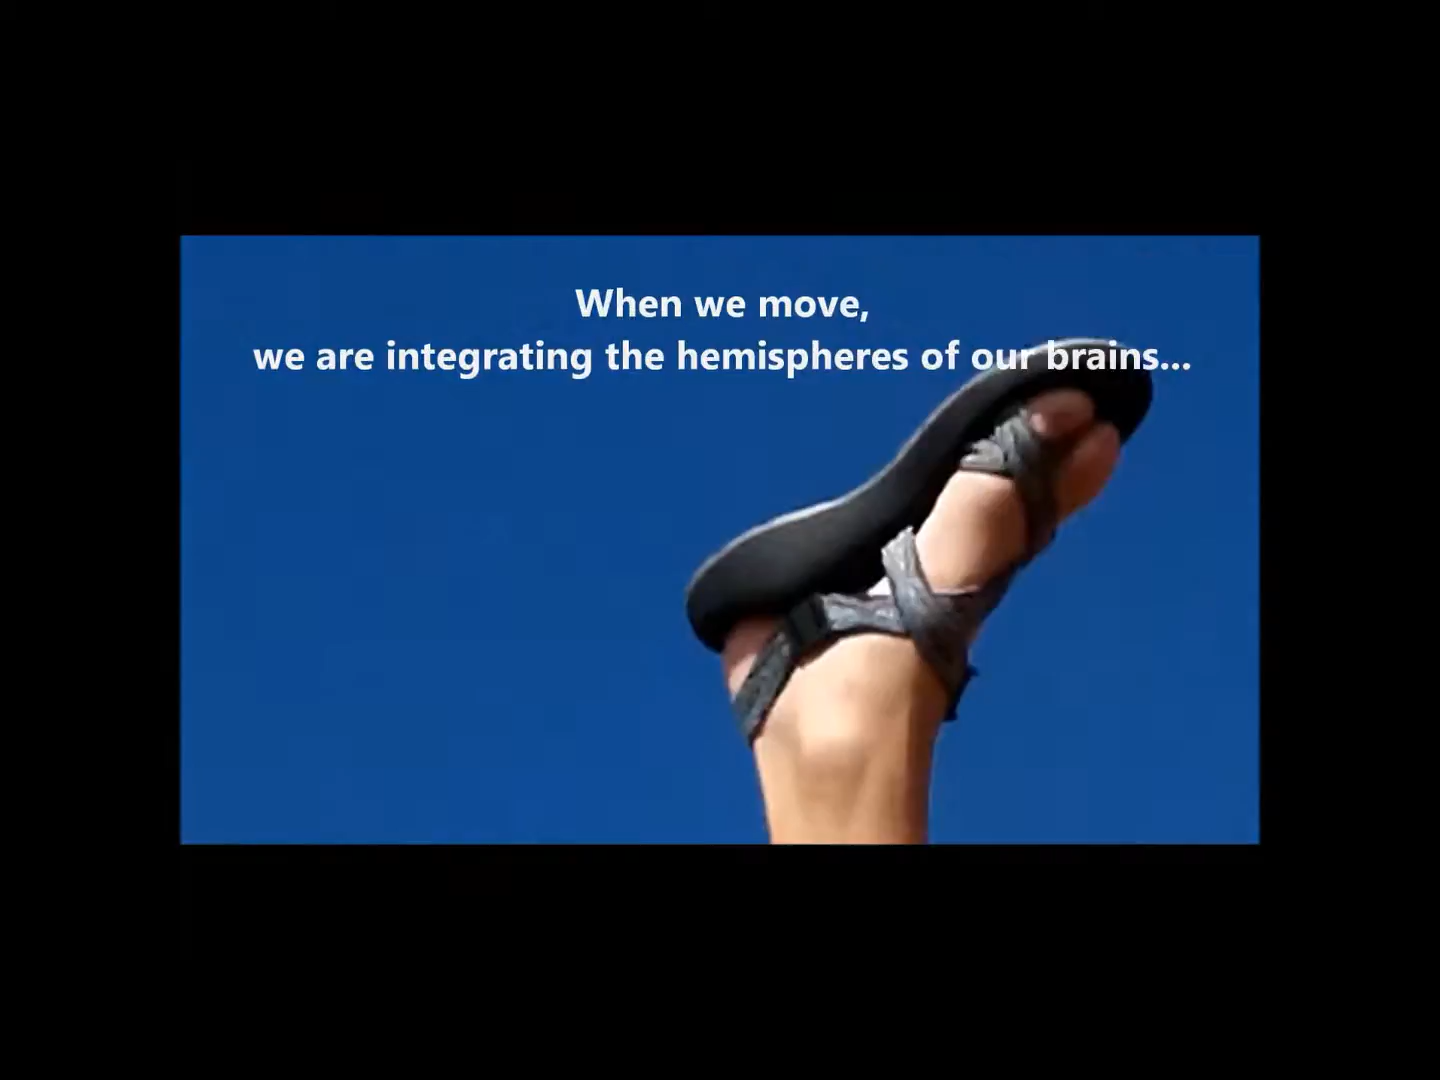 When we move,
we are integrating the hemispheres of our brains...